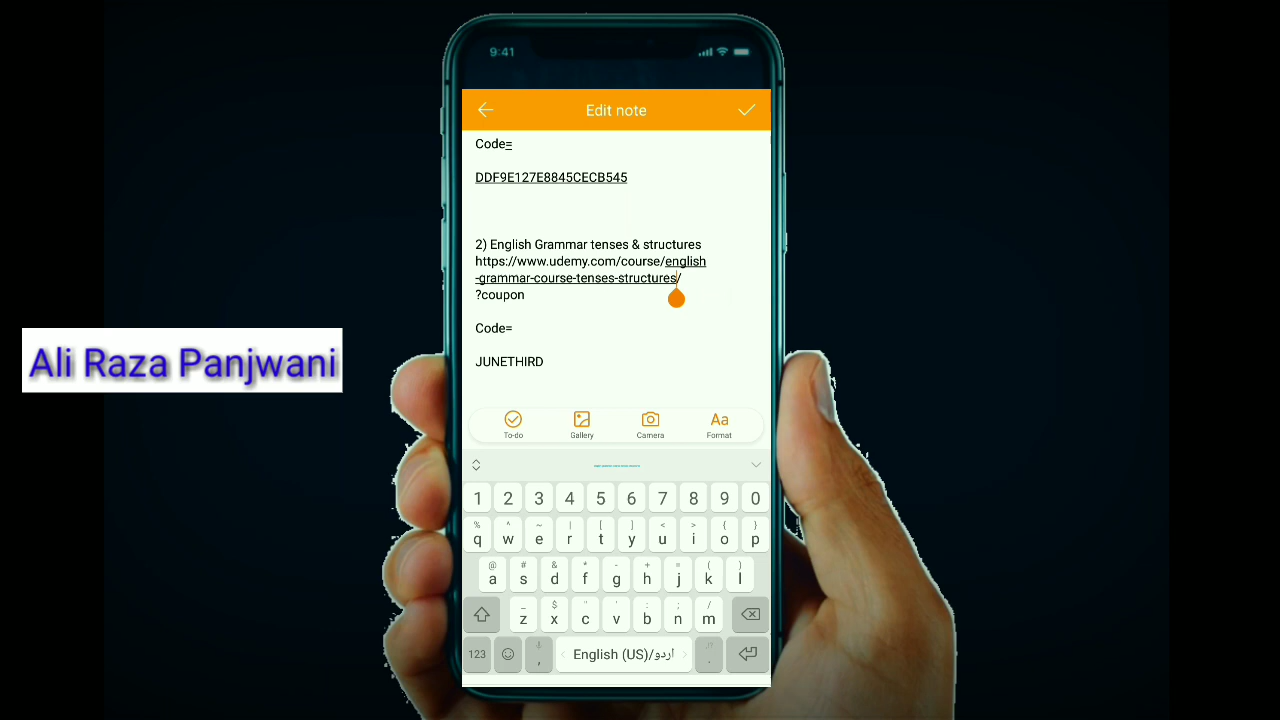 9:41
Edit note
Code=
DDF9E127E8845CECB545
2) English Grammar tenses & structures
https://www.udemy.com/course/english
-grammar-course-tenses-structures/
?coupon
Code=
JUNETHIRD
Ali Raza Panjwani
To-do Gallery Camera Format
Aa
1 2 3 4 5 6 7 8 9 0
% ^ ~ | [ ] < > { }
q w e r t y u i o p
@ # & * - + = ( )
a s d f g h j k l
_ $ " ' : ; /
z x c v b n m
123 , English (US)/اردو .